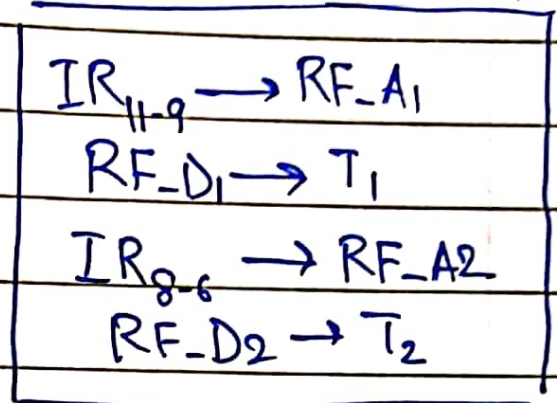 IR₁₁₋₉ → RF_A₁
RF_D₁ → T₁
IR₈₋₆ → RF_A2
RF_D2 → T₂